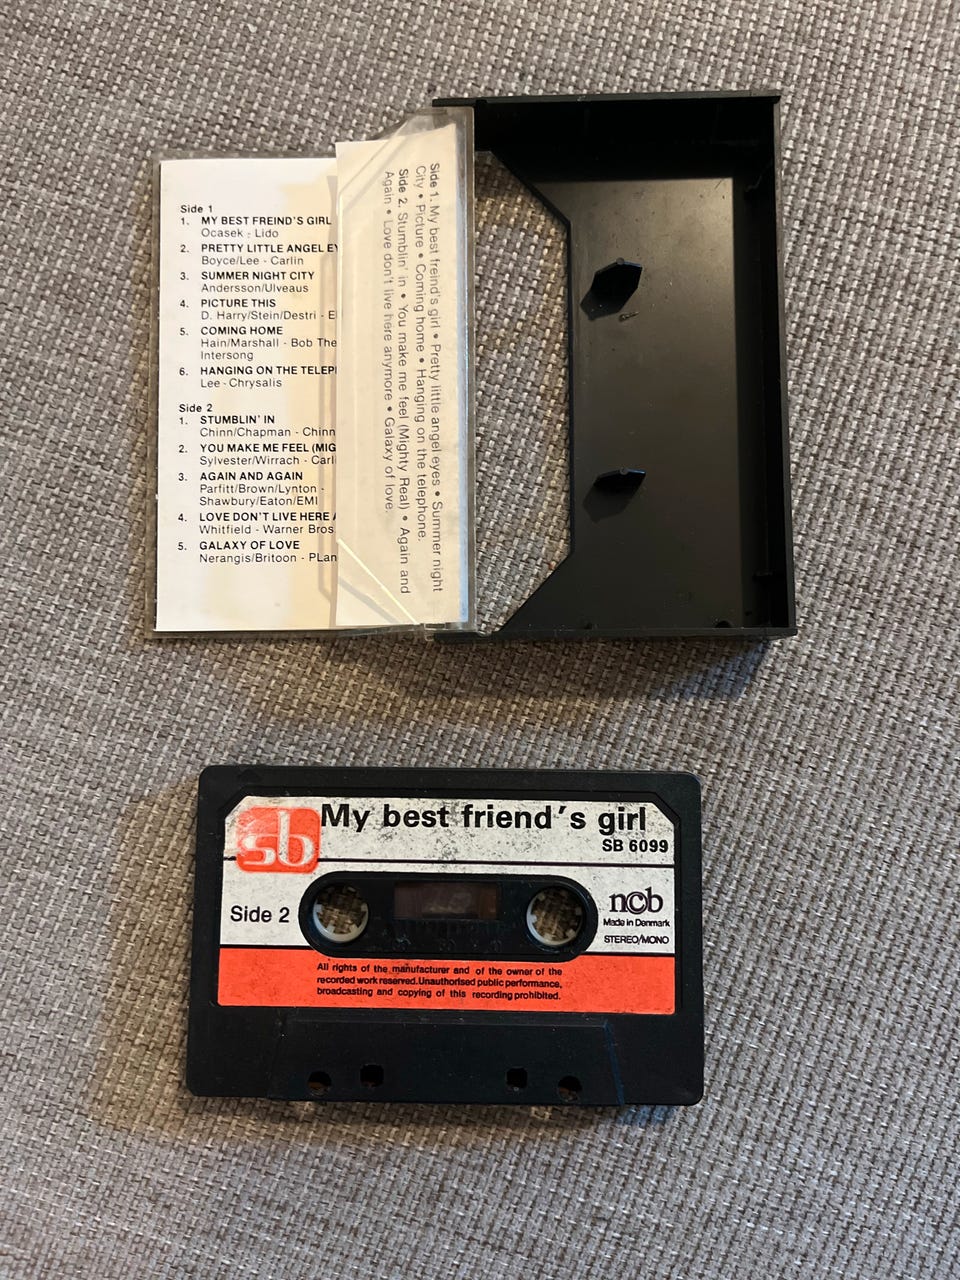 Side 1
1. MY BEST FREIND'S GIRL
Ocasek - Lido
2. PRETTY LITTLE ANGEL EY
Boyce/Lee - Carlin
3. SUMMER NIGHT CITY
Andersson/Ulveaus
4. PICTURE THIS
D. Harry/Stein/Destri - E
5. COMING HOME
Hain/Marshall - Bob The
Intersong
6. HANGING ON THE TELEP
Lee - Chrysalis
Side 2
1. STUMBLIN' IN
Chinn/Chapman - Chinn
2. YOU MAKE ME FEEL (MIG
Sylvester/Wirrach - Carl
3. AGAIN AND AGAIN
Parfitt/Brown/Lynton -
Shawbury/Eaton/EMI
4. LOVE DON'T LIVE HERE A
Whitfield - Warner Bros.
5. GALAXY OF LOVE
Nerangis/Britoon - PLan
Side 1. My best freind's girl • Pretty little angel eyes • Summer night
City • Picture • Coming home • Hanging on the telephone.
Side 2. Stumblin' in • You make me feel (Mighty Real) • Again and
Again • Love don't live here anymore • Galaxy of love.
sb
My best friend's girl
SB 6099
Side 2
ncb
Made in Denmark
STEREO/MONO
All rights of the manufacturer and of the owner of the
recorded work reserved. Unauthorised public performance,
broadcasting and copying of this recording prohibited.